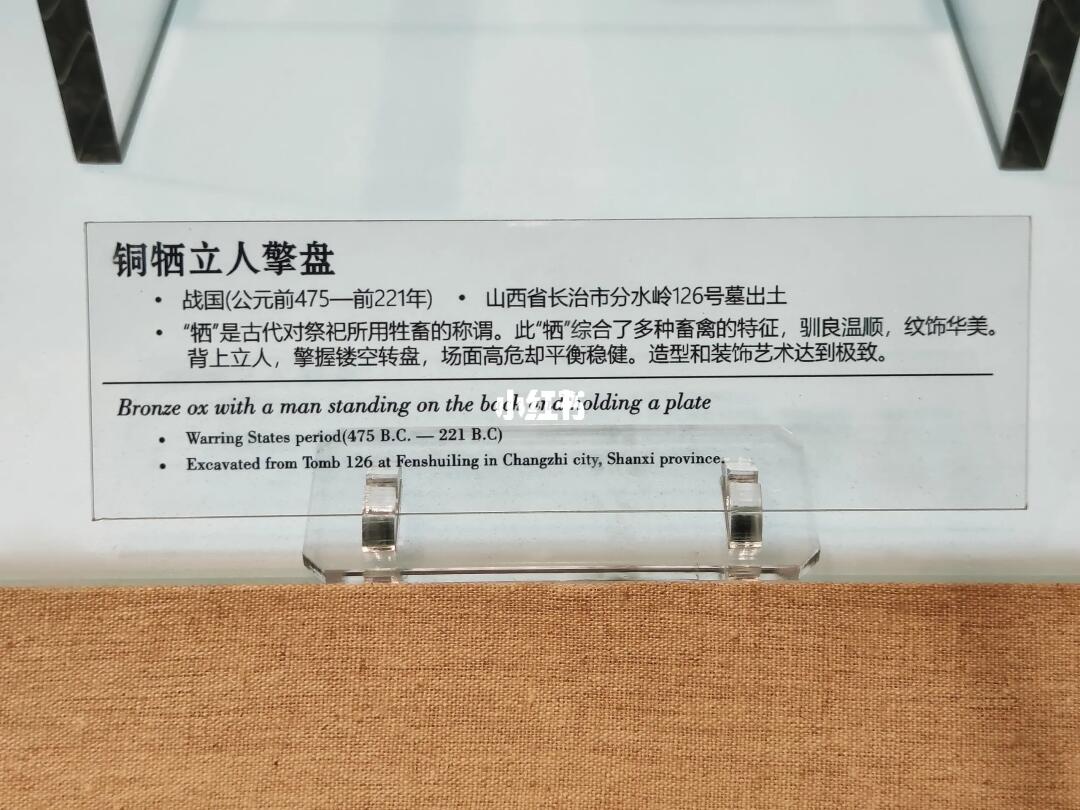 铜牺立人擎盘
• 战国(公元前475—前221年) • 山西省长治市分水岭126号墓出土
• “牺”是古代对祭祀所用牲畜的称谓。此“牺”综合了多种畜禽的特征，驯良温顺，纹饰华美。
背上立人，擎握镂空转盘，场面高危却平衡稳健。造型和装饰艺术达到极致。
Bronze ox with a man standing on the back and holding a plate
小红书
• Warring States period(475 B.C. — 221 B.C)
• Excavated from Tomb 126 at Fenshuiling in Changzhi city, Shanxi province.